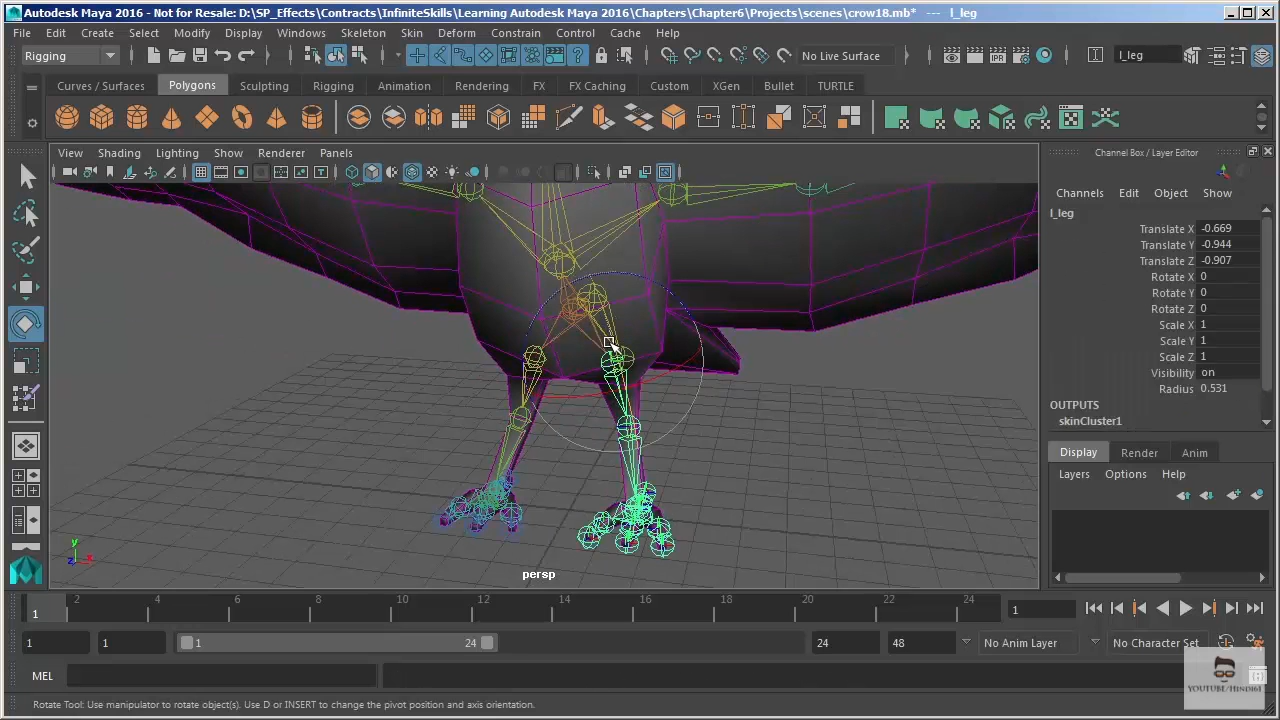 Autodesk Maya 2016 - Not for Resale: D:\SP_Effects\Contracts\InfiniteSkills\Learning Autodesk Maya 2016\Chapters\Chapter6\Projects\scenes\crow18.mb* --- l_leg
File Edit Create Select Modify Display Windows Skeleton Skin Deform Constrain Control Cache Help
Rigging No Live Surface l_leg
Curves / Surfaces Polygons Sculpting Rigging Animation Rendering FX FX Caching Custom XGen Bullet TURTLE
View Shading Lighting Show Renderer Panels
Channel Box / Layer Editor
Channels Edit Object Show
l_leg
Translate X -0.669
Translate Y -0.944
Translate Z -0.907
Rotate X 0
Rotate Y 0
Rotate Z 0
Scale X 1
Scale Y 1
Scale Z 1
Visibility on
Radius 0.531
OUTPUTS
skinCluster1
Display Render Anim
Layers Options Help
y
z x
persp
1 2 4 6 8 10 12 14 16 18 20 22 24 1
1 1 1 24 24 48 No Anim Layer No Character Set
MEL
YOUTUBE/HINDI61
Rotate Tool: Use manipulator to rotate object(s). Use D or INSERT to change the pivot position and axis orientation.